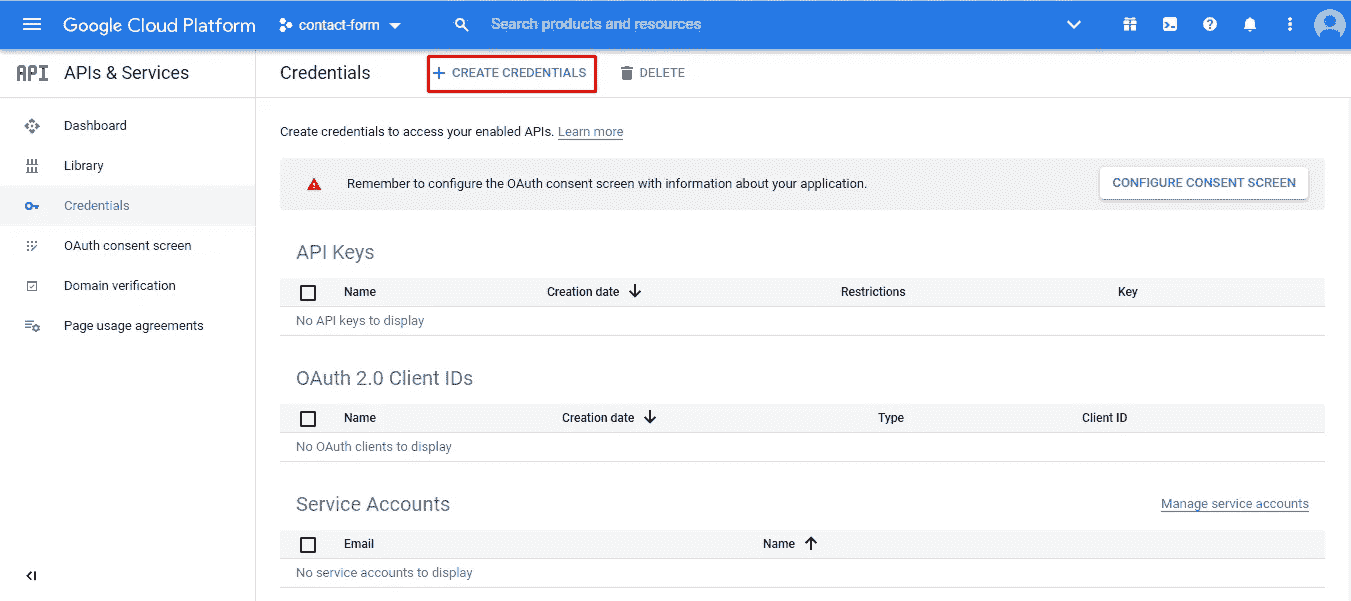 Google Cloud Platform contact-form Search products and resources
API APIs & Services Credentials + CREATE CREDENTIALS DELETE
Dashboard
Library
Credentials
OAuth consent screen
Domain verification
Page usage agreements
Create credentials to access your enabled APIs. Learn more
Remember to configure the OAuth consent screen with information about your application. CONFIGURE CONSENT SCREEN
API Keys
Name Creation date Restrictions Key
No API keys to display
OAuth 2.0 Client IDs
Name Creation date Type Client ID
No OAuth clients to display
Service Accounts Manage service accounts
Email Name
No service accounts to display